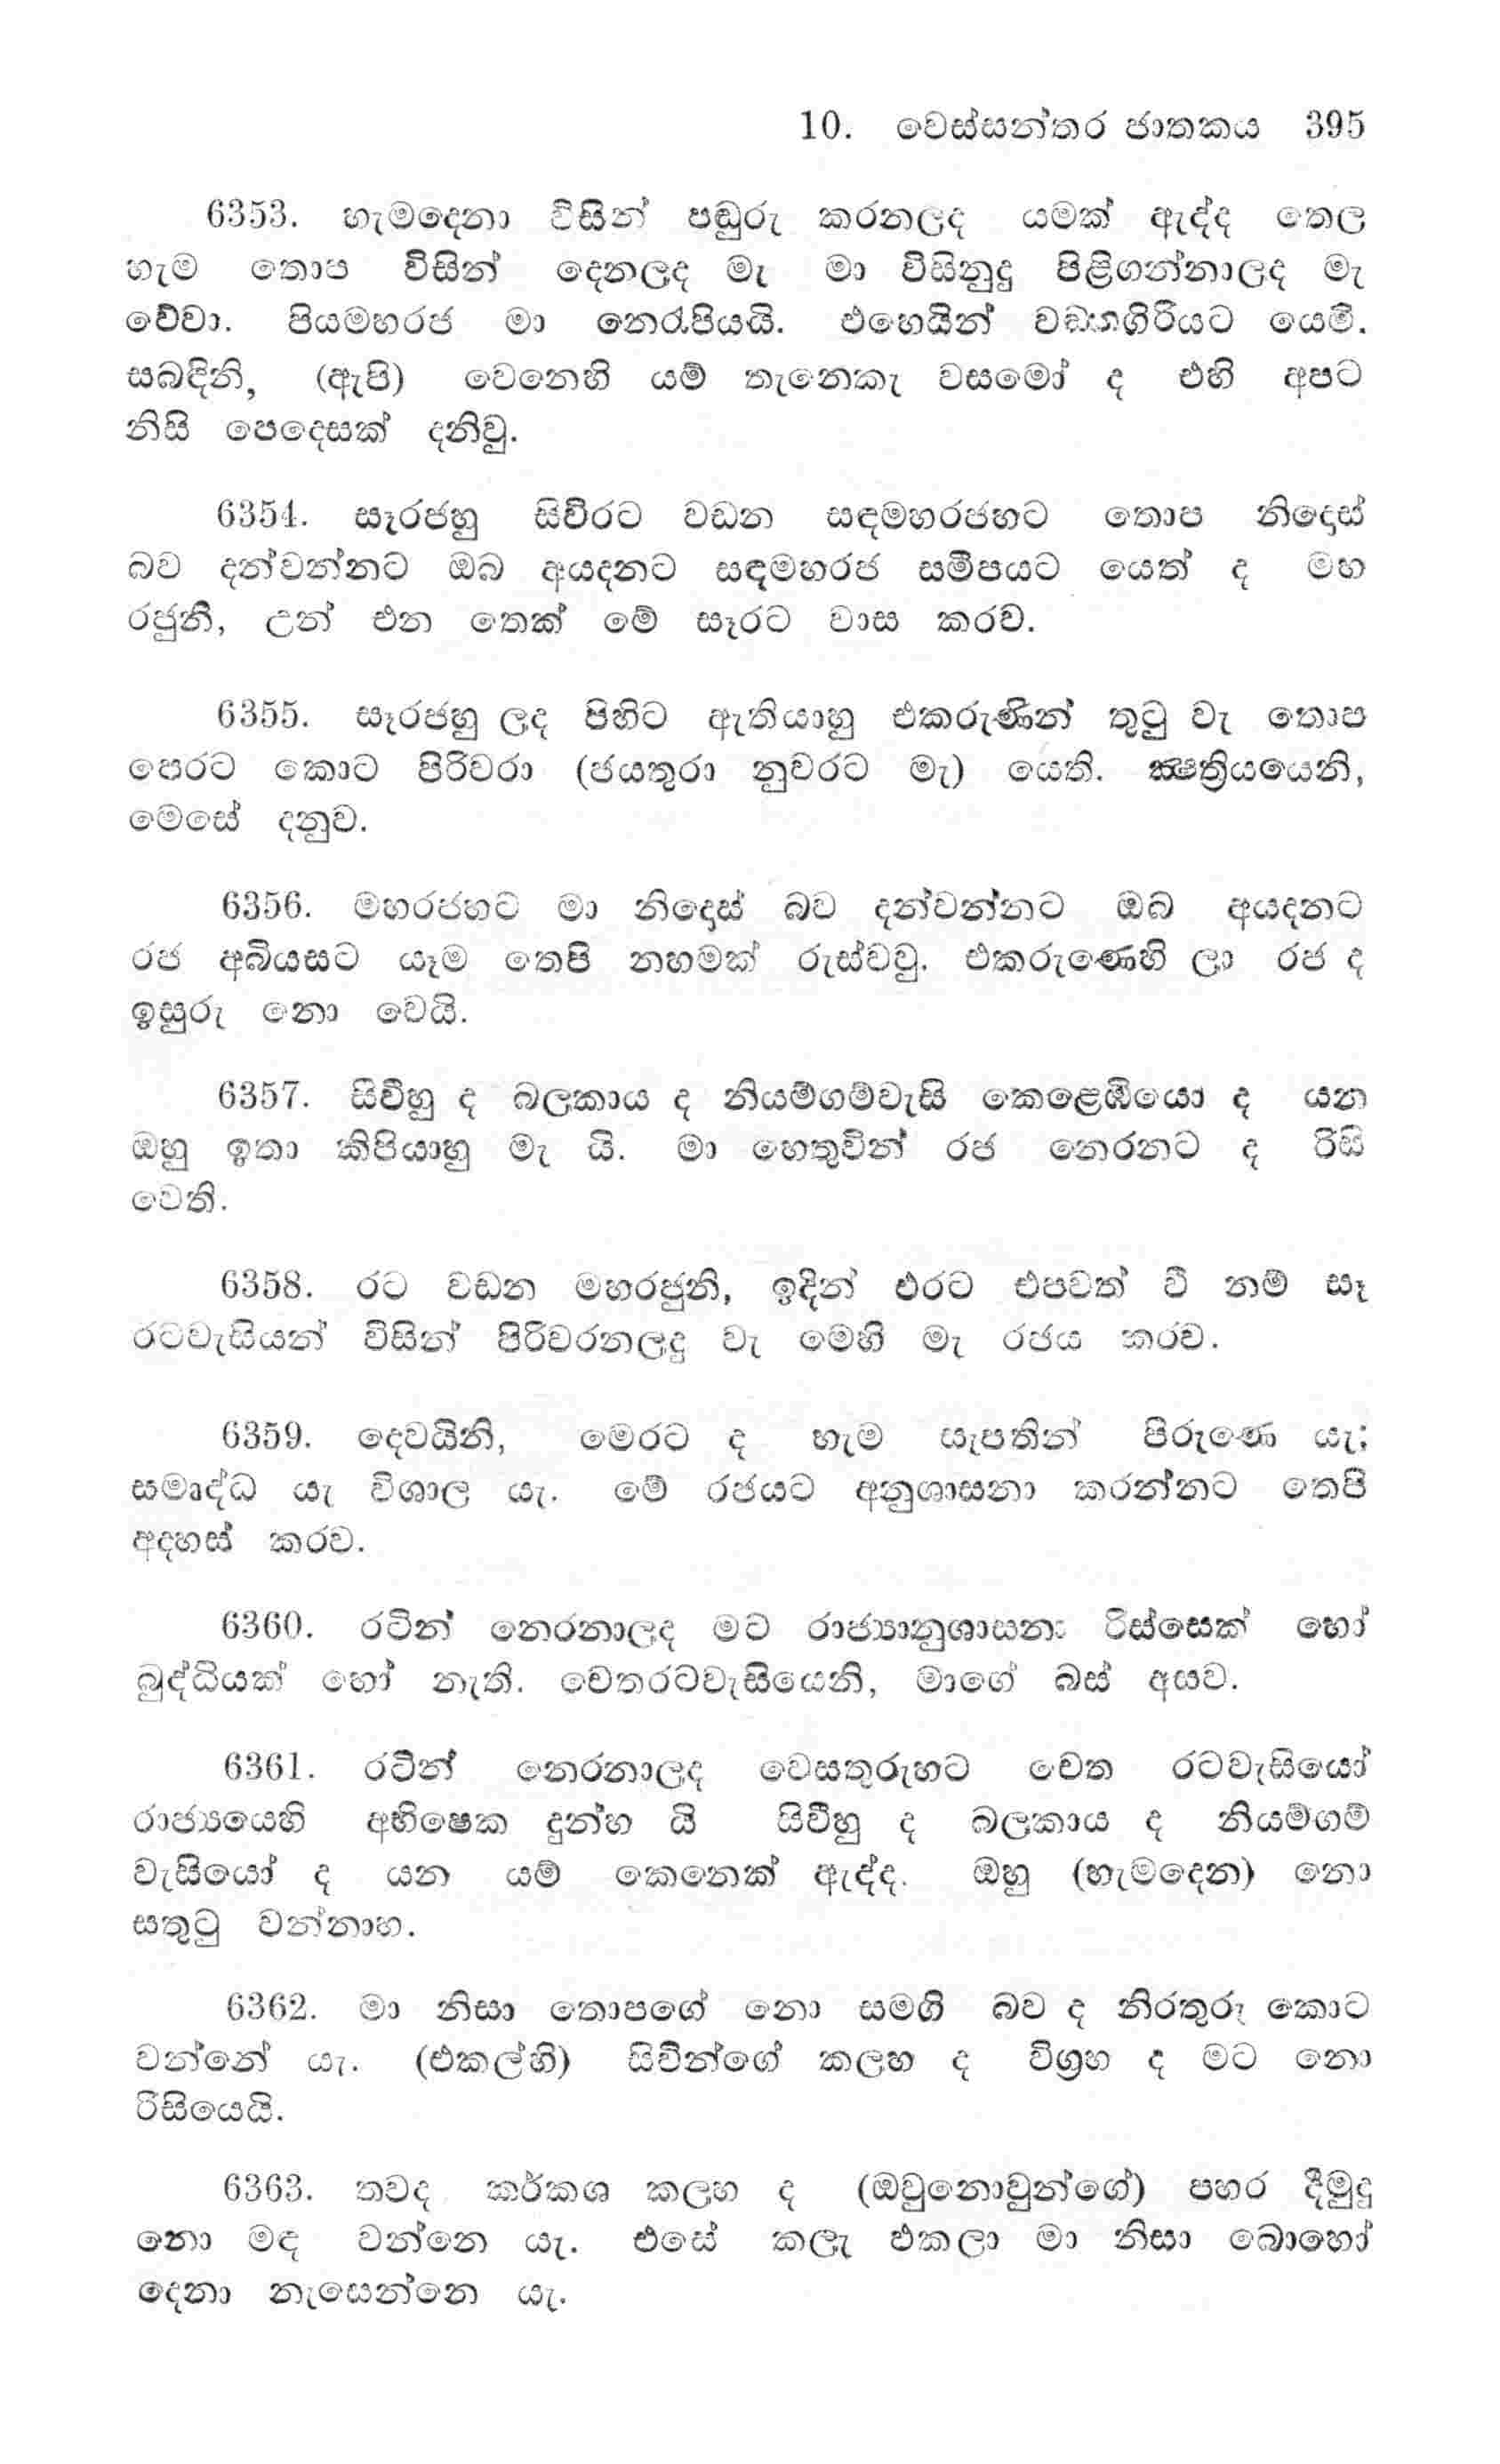 10. වෙස්සන්තර ජාතකය 395
6353. හැමදෙනා විසින් පඬුරු කරනලද යමක් ඇද්ද තෙල
හැම තොප විසින් දෙනලද මැ මා විසිනුදු පිළිගන්නාලද මැ
වේවා. පියමහරජ මා නෙරැපියයි. එහෙයින් වඞ්කගිරියට යෙමි.
සබඳිනි, (ඇපි) වෙනෙහි යම් තැනෙකැ වසමෝ ද එහි අපට
නිසි පෙදෙසක් දනිවු.
6354. සෑරජහු සිවිරට වඩන සඳමහරජහට තොප නිදොස්
බව දන්වන්නට ඔබ අයදනට සඳමහරජ සමීපයට යෙත් ද මහ
රජුනි, උන් එන තෙක් මේ සෑරට වාස කරව.
6355. සෑරජහු ලද පිහිට ඇතියාහු එකරුණින් තුටු වැ තොප
පෙරට කොට පිරිවරා (ජයතුරා නුවරට මැ) යෙති. ක්‍ෂත්‍රියයෙනි,
මෙසේ දනුව.
6356. මහරජහට මා නිදොස් බව දන්වන්නට ඔබ අයදනට
රජ අබියසට යෑම තෙපි නහමක් රුස්වවු. එකරුණෙහි ලා රජ ද
ඉසුරු නො වෙයි.
6357. සිවීහු ද බලකාය ද නියම්ගම්වැසි කෙළෙඹියො ද යන
ඔහු ඉතා කිපියාහු මැ යි. මා හෙතුවින් රජ නෙරනට ද රිසි
වෙති.
6358. රට වඩන මහරජුනි, ඉදින් එරට එපවත් වී නම් සෑ
රටවැසියන් විසින් පිරිවරනලදු වැ මෙහි මැ රජය කරව.
6359. දෙවයිනි, මෙරට ද හැම සැපතින් පිරුණෙ යැ;
සමෘද්ධ යැ විශාල යැ. මේ රජයට අනුශාසනා කරන්නට තෙපි
අදහස් කරව.
6360. රටින් නෙරනාලද මට රාජ්‍යානුශාසනා රිස්සෙක් හෝ
බුද්ධියක් හෝ නැති. චෙතරටවැසියෙනි, මාගේ බස් අසව.
6361. රටින් නෙරනාලද වෙසතුරුහට චෙත රටවැසියෝ
රාජ්‍යයෙහි අභිෂෙක දුන්හ යි සිවීහු ද බලකාය ද නියම්ගම්
වැසියෝ ද යන යම් කෙනෙක් ඇද්ද. ඔහු (හැමදෙන) නො
සතුටු වන්නාහ.
6362. මා නිසා තොපගේ නො සමගි බව ද නිරතුරු කොට
වන්නේ යැ. (එකල්හි) සිවින්ගේ කලහ ද විග්‍රහ ද මට නො
රිසියෙයි.
6363. තවද කර්කශ කලහ ද (ඔවුනොවුන්ගේ) පහර දීමුදු
නො මඳ වන්නෙ යැ. එසේ කලැ එකලා මා නිසා බොහෝ
දෙනා නැසෙන්නෙ යැ.